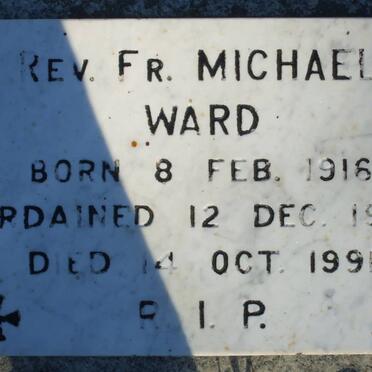 REV. FR. MICHAEL
WARD
BORN 8 FEB. 1916
RDAINED 12 DEC. 19
DIED 14 OCT. 199
R. I. P.